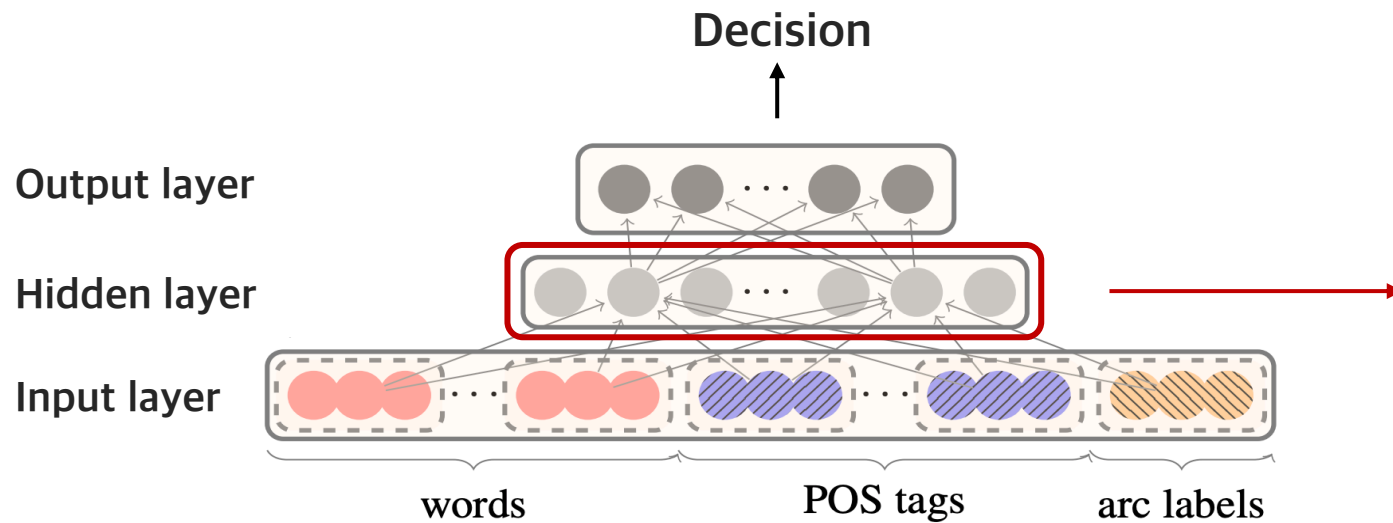 Decision
Output layer
· · ·
Hidden layer
· · ·
Input layer
· · · · · ·
words POS tags arc labels